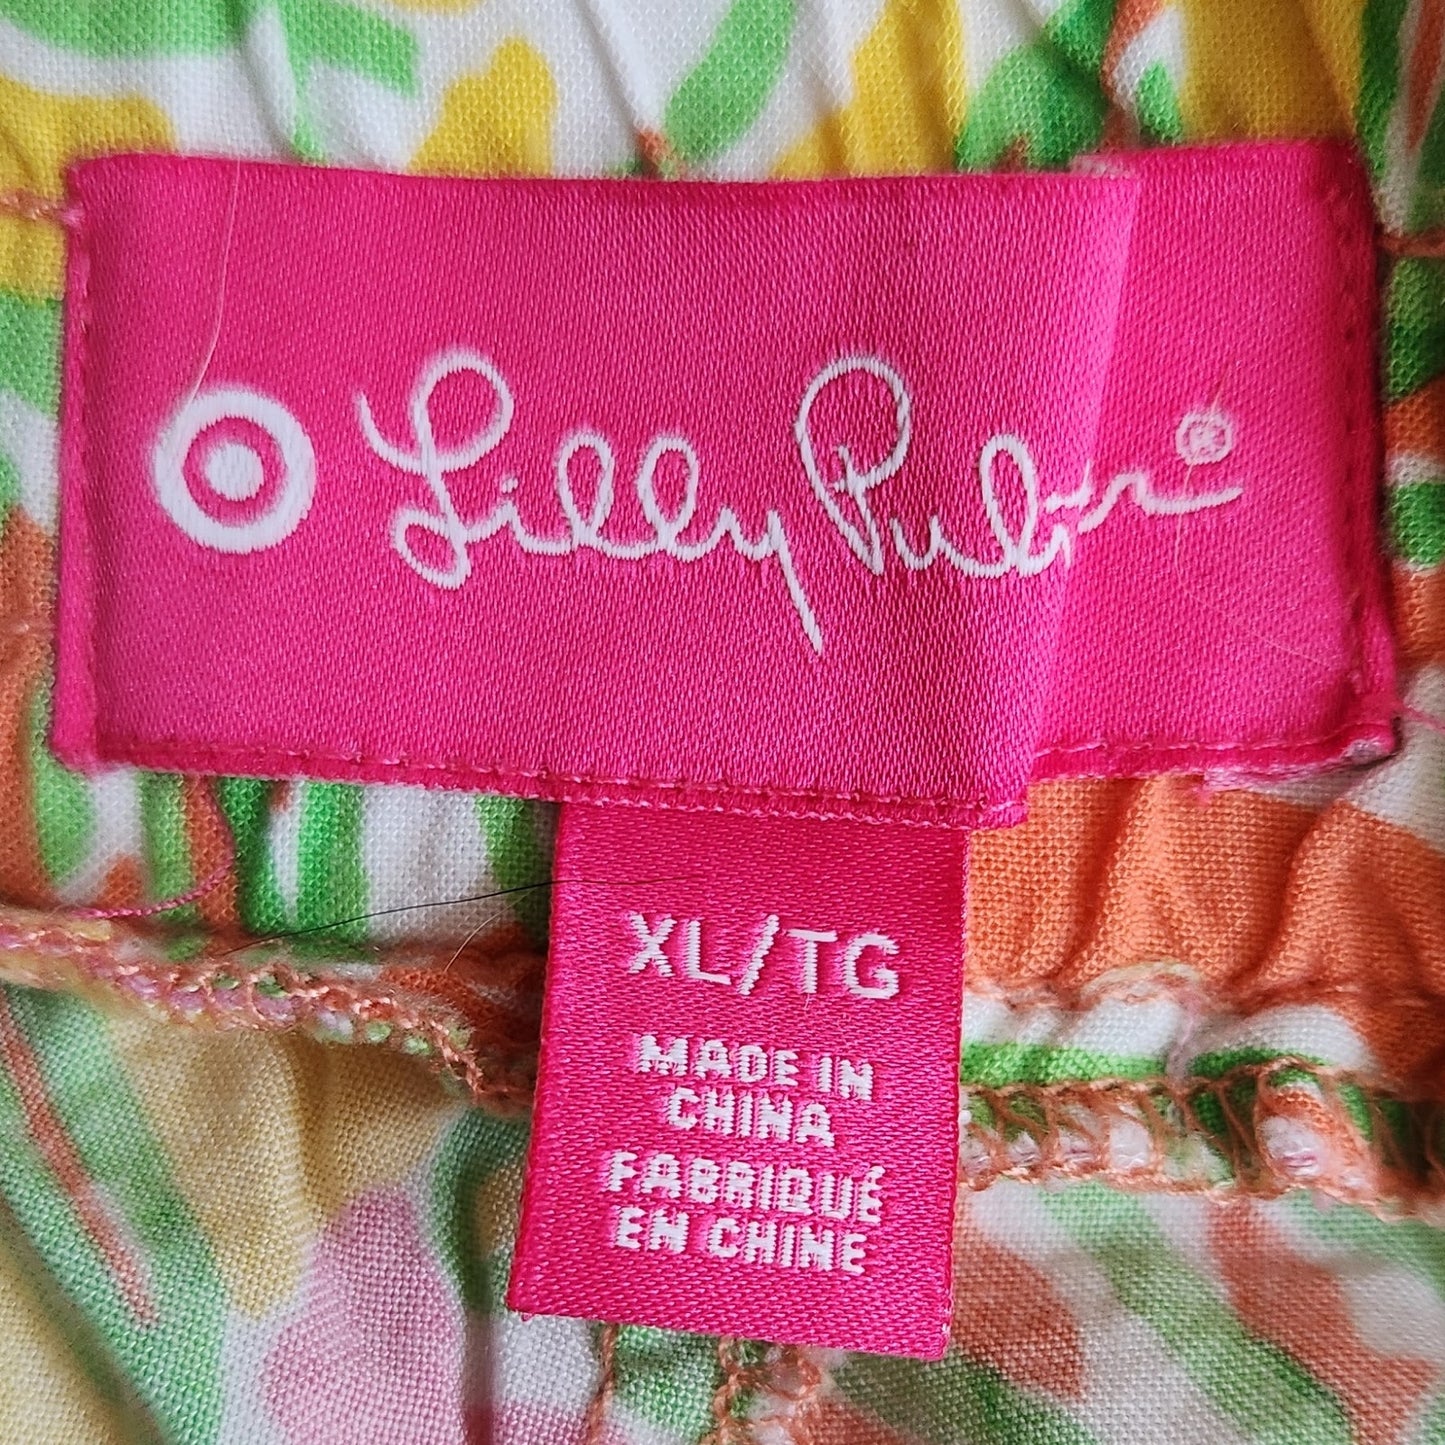 Lilly Pulitzer®
XL/TG
MADE IN
CHINA
FABRIQUÉ
EN CHINE